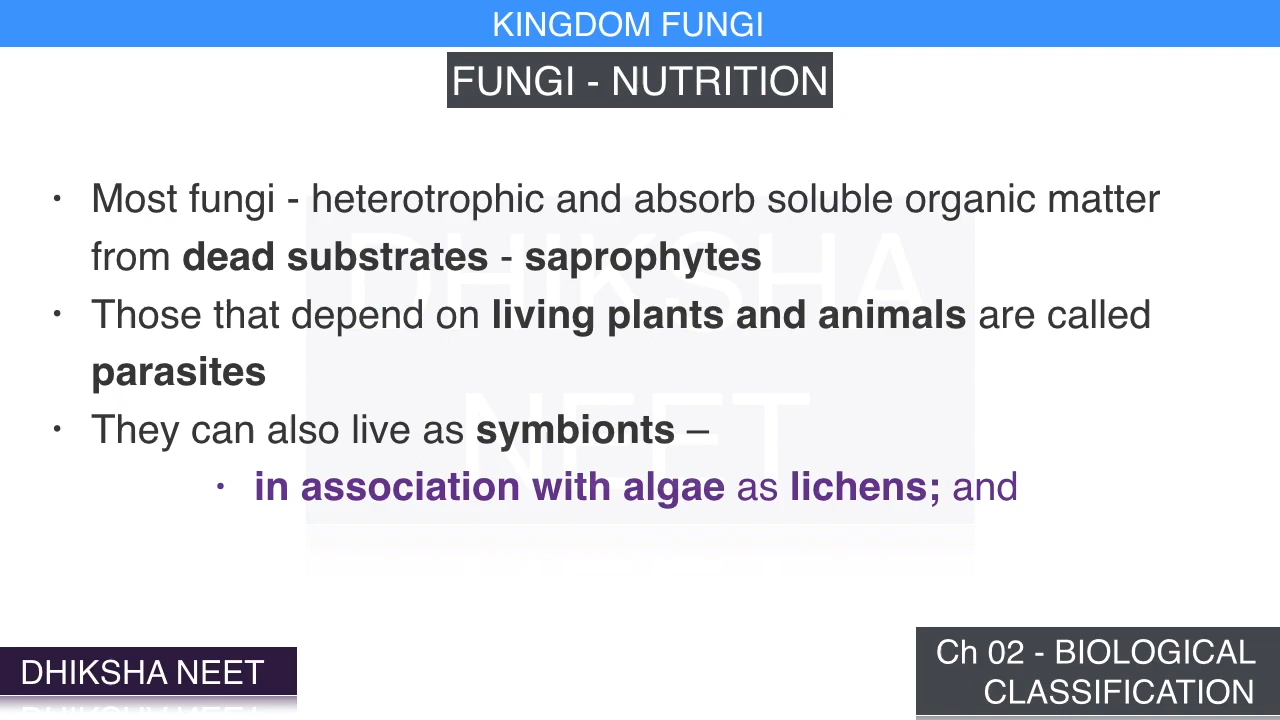 KINGDOM FUNGI
FUNGI - NUTRITION
• Most fungi - heterotrophic and absorb soluble organic matter
from dead substrates - saprophytes
• Those that depend on living plants and animals are called
parasites
• They can also live as symbionts –
• in association with algae as lichens; and
DHIKSHA
NEET
DHIKSHA NEET
Ch 02 - BIOLOGICAL
CLASSIFICATION